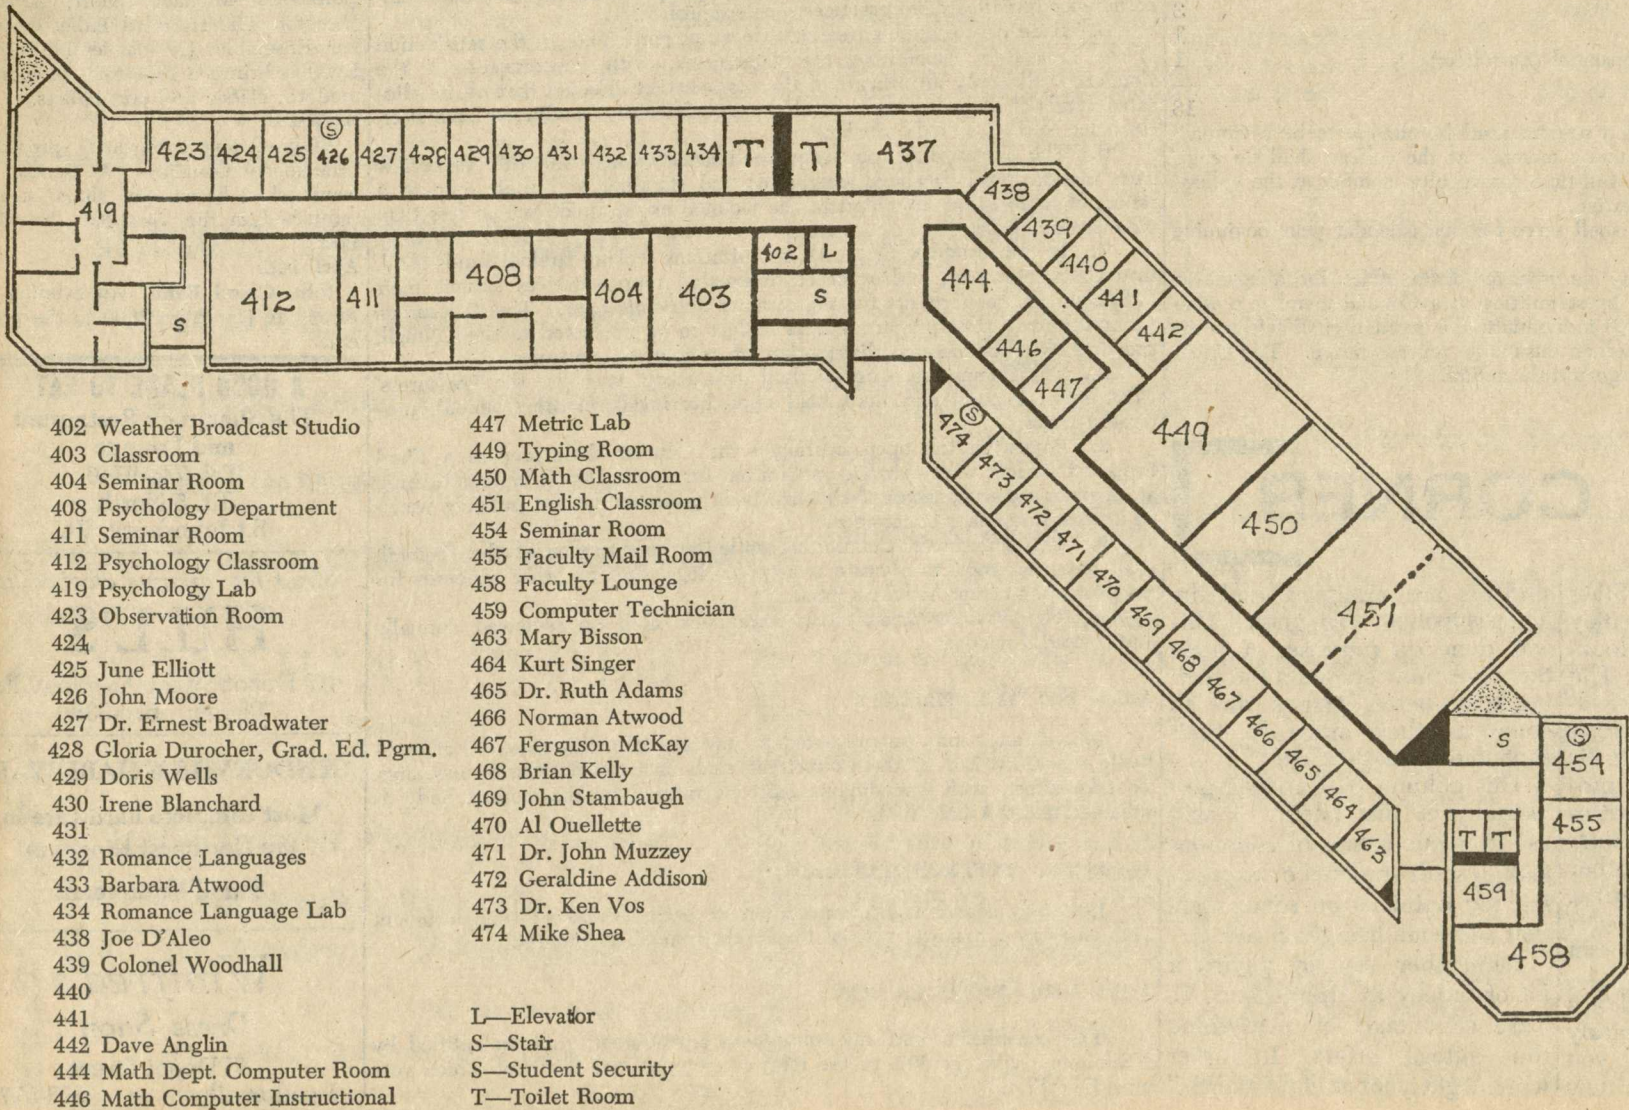 S
423 424 425 426 427 428 429 430 431 432 433 434 T T 437
438
419
439
402 L
408
440
444
412 411 404 403
441
S
S
442
446
447
S
474
449
473
472
450
471
470
469
451
468
467
S
S
466
454
465
464
455
T T
463
459
458
402 Weather Broadcast Studio
403 Classroom
404 Seminar Room
408 Psychology Department
411 Seminar Room
412 Psychology Classroom
419 Psychology Lab
423 Observation Room
424
425 June Elliott
426 John Moore
427 Dr. Ernest Broadwater
428 Gloria Durocher, Grad. Ed. Pgrm.
429 Doris Wells
430 Irene Blanchard
431
432 Romance Languages
433 Barbara Atwood
434 Romance Language Lab
438 Joe D'Aleo
439 Colonel Woodhall
440
441
442 Dave Anglin
444 Math Dept. Computer Room
446 Math Computer Instructional
447 Metric Lab
449 Typing Room
450 Math Classroom
451 English Classroom
454 Seminar Room
455 Faculty Mail Room
458 Faculty Lounge
459 Computer Technician
463 Mary Bisson
464 Kurt Singer
465 Dr. Ruth Adams
466 Norman Atwood
467 Ferguson McKay
468 Brian Kelly
469 John Stambaugh
470 Al Ouellette
471 Dr. John Muzzey
472 Geraldine Addison
473 Dr. Ken Vos
474 Mike Shea
L—Elevator
S—Stair
S—Student Security
T—Toilet Room